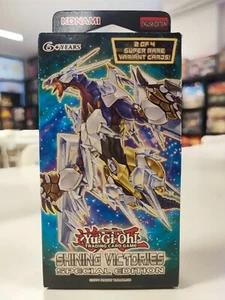 KONAMI
6+ YEARS
2 OF 4
SUPER RARE
VARIANT CARDS!
Yu-Gi-Oh!
TRADING CARD GAME
SHINING VICTORIES
SPECIAL EDITION